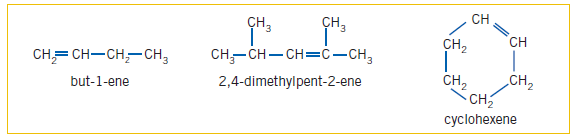 CH₂=CH—CH₂—CH₃
but-1-ene
CH₃ CH₃
CH₃—CH—CH=C—CH₃
2,4-dimethylpent-2-ene
CH
CH₂ CH
CH₂ CH₂
CH₂
cyclohexene